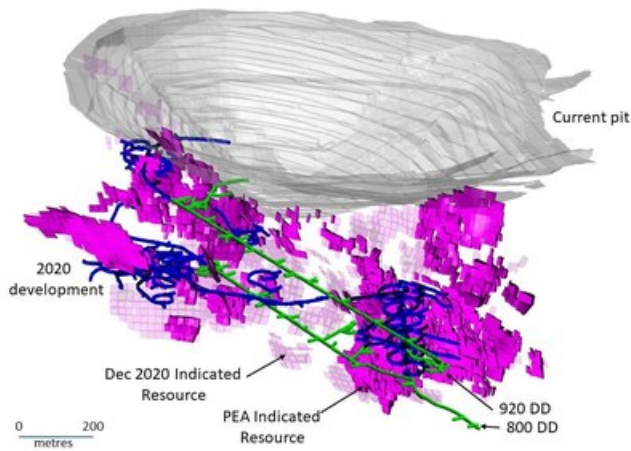 Current pit
2020
development
Dec 2020 Indicated
Resource
PEA Indicated
Resource
920 DD
800 DD
0 200
metres